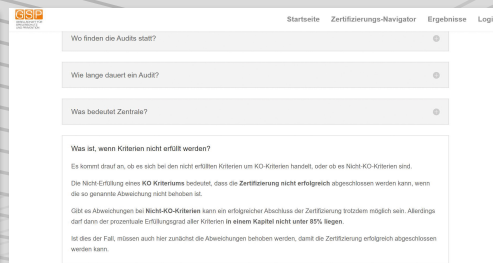 GSP
Startseite Zertifizierungs-Navigator Ergebnisse Logi
Wo finden die Audits statt?
Wie lange dauert ein Audit?
Was bedeutet Zentrale?
Was ist, wenn Kriterien nicht erfüllt werden?
Es kommt drauf an, ob es sich bei den nicht erfüllten Kriterien um KO-Kriterien handelt, oder ob es Nicht-KO-Kriterien sind.
Die Nicht-Erfüllung eines KO Kriteriums bedeutet, dass die Zertifizierung nicht erfolgreich abgeschlossen werden kann, wenn
die so genannte Abweichung nicht behoben ist.
Gibt es Abweichungen bei Nicht-KO-Kriterien kann ein erfolgreicher Abschluss der Zertifizierung trotzdem möglich sein. Allerdings
darf dann der prozentuale Erfüllungsgrad aller Kriterien in einem Kapitel nicht unter 85% liegen.
Ist dies der Fall, müssen auch hier zunächst die Abweichungen behoben werden, damit die Zertifizierung erfolgreich abgeschlossen
werden kann.